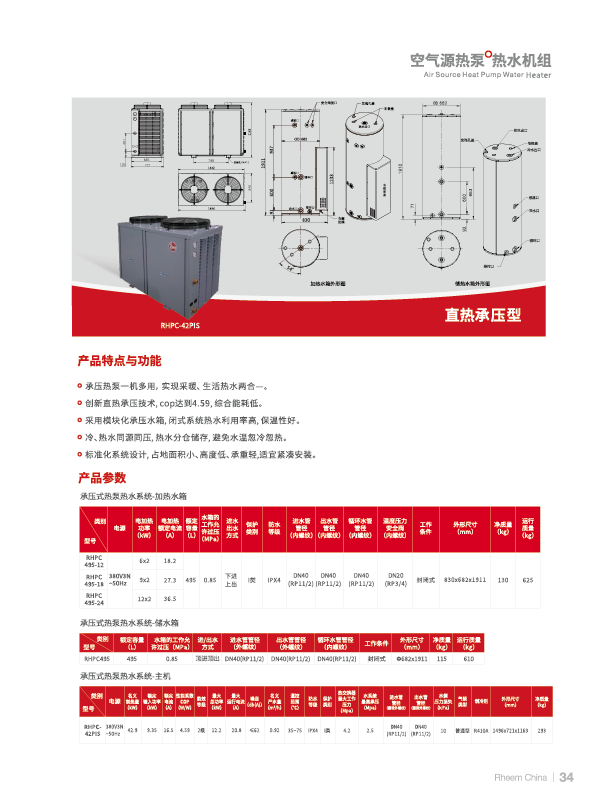 空气源热泵 热水机组
Air Source Heat Pump Water Heater
加热水箱外形图
储热水箱外形图
RHPC-42PIS
直热承压型
产品特点与功能
承压热泵一机多用，实现采暖、生活热水两合一。
创新直热承压技术, cop达到4.59, 综合能耗低。
采用模块化承压水箱, 闭式系统热水利用率高, 保温性好。
冷、热水同源同压, 热水分仓储存, 避免水温忽冷忽热。
标准化系统设计, 占地面积小、高度低、承重轻,适宜紧凑安装。
产品参数
承压式热泵热水系统-加热水箱
类别 型号 电源 电加热功率（kW） 电加热额定电流（A） 额定容量（L） 水箱的工作允许过压（MPa） 进水出水方式 保护类别 防水等级 进水管管径（内螺纹） 出水管管径（内螺纹） 循环水管管径（内螺纹） 温度压力安全阀（内螺纹） 工作条件 外形尺寸（mm） 净质量（kg） 运行质量（kg）
RHPC 495-12 6x2 18.2
RHPC 495-18 380V3N ~50Hz 9x2 27.3 495 0.85 下进上出 I类 IPX4 DN40 (RP11/2) DN40 (RP11/2) DN40 (RP11/2) DN20 (RP3/4) 封闭式 830x682x1911 130 625
RHPC 495-24 12x2 36.5
承压式热泵热水系统-储水箱
类别 型号 额定容量（L） 水箱的工作允许过压（MPa） 进/出水方式 进水管管径（外螺纹） 出水管管径（外螺纹） 循环水管管径（内螺纹） 工作条件 外形尺寸（mm） 净质量（kg） 运行质量（kg）
RHPC495 495 0.85 顶进顶出 DN40(RP11/2) DN40(RP11/2) DN40(RP11/2) 封闭式 Φ682x1911 115 610
承压式热泵热水系统-主机
类别 型号 电源 名义制热量（kW） 额定输入功率（kW） 额定电流（A） 性能系数COP（W/W） 能效等级 最大总功率（kW） 最大运行电流（A） 噪音（db(A)） 名义产水量（m³/h） 温控范围（℃） 防水等级 保护类别 热交换器最大工作压力（Mpa） 水系统最高承压（Mpa） 进水管管径 出水管管径 水侧压力损失（kPa） 气候类型 制冷剂 外形尺寸（mm） 净质量（kg）
RHPC-42PIS 380V3N ~50Hz 42.9 9.35 16.5 4.59 2级 12.2 20.8 ≤63 0.92 35~75 IPX4 I类 4.2 2.5 DN40 (RP11/2) DN40 (RP11/2) 10 普通型 R410A 1496x721x1163 293
Rheem China | 34